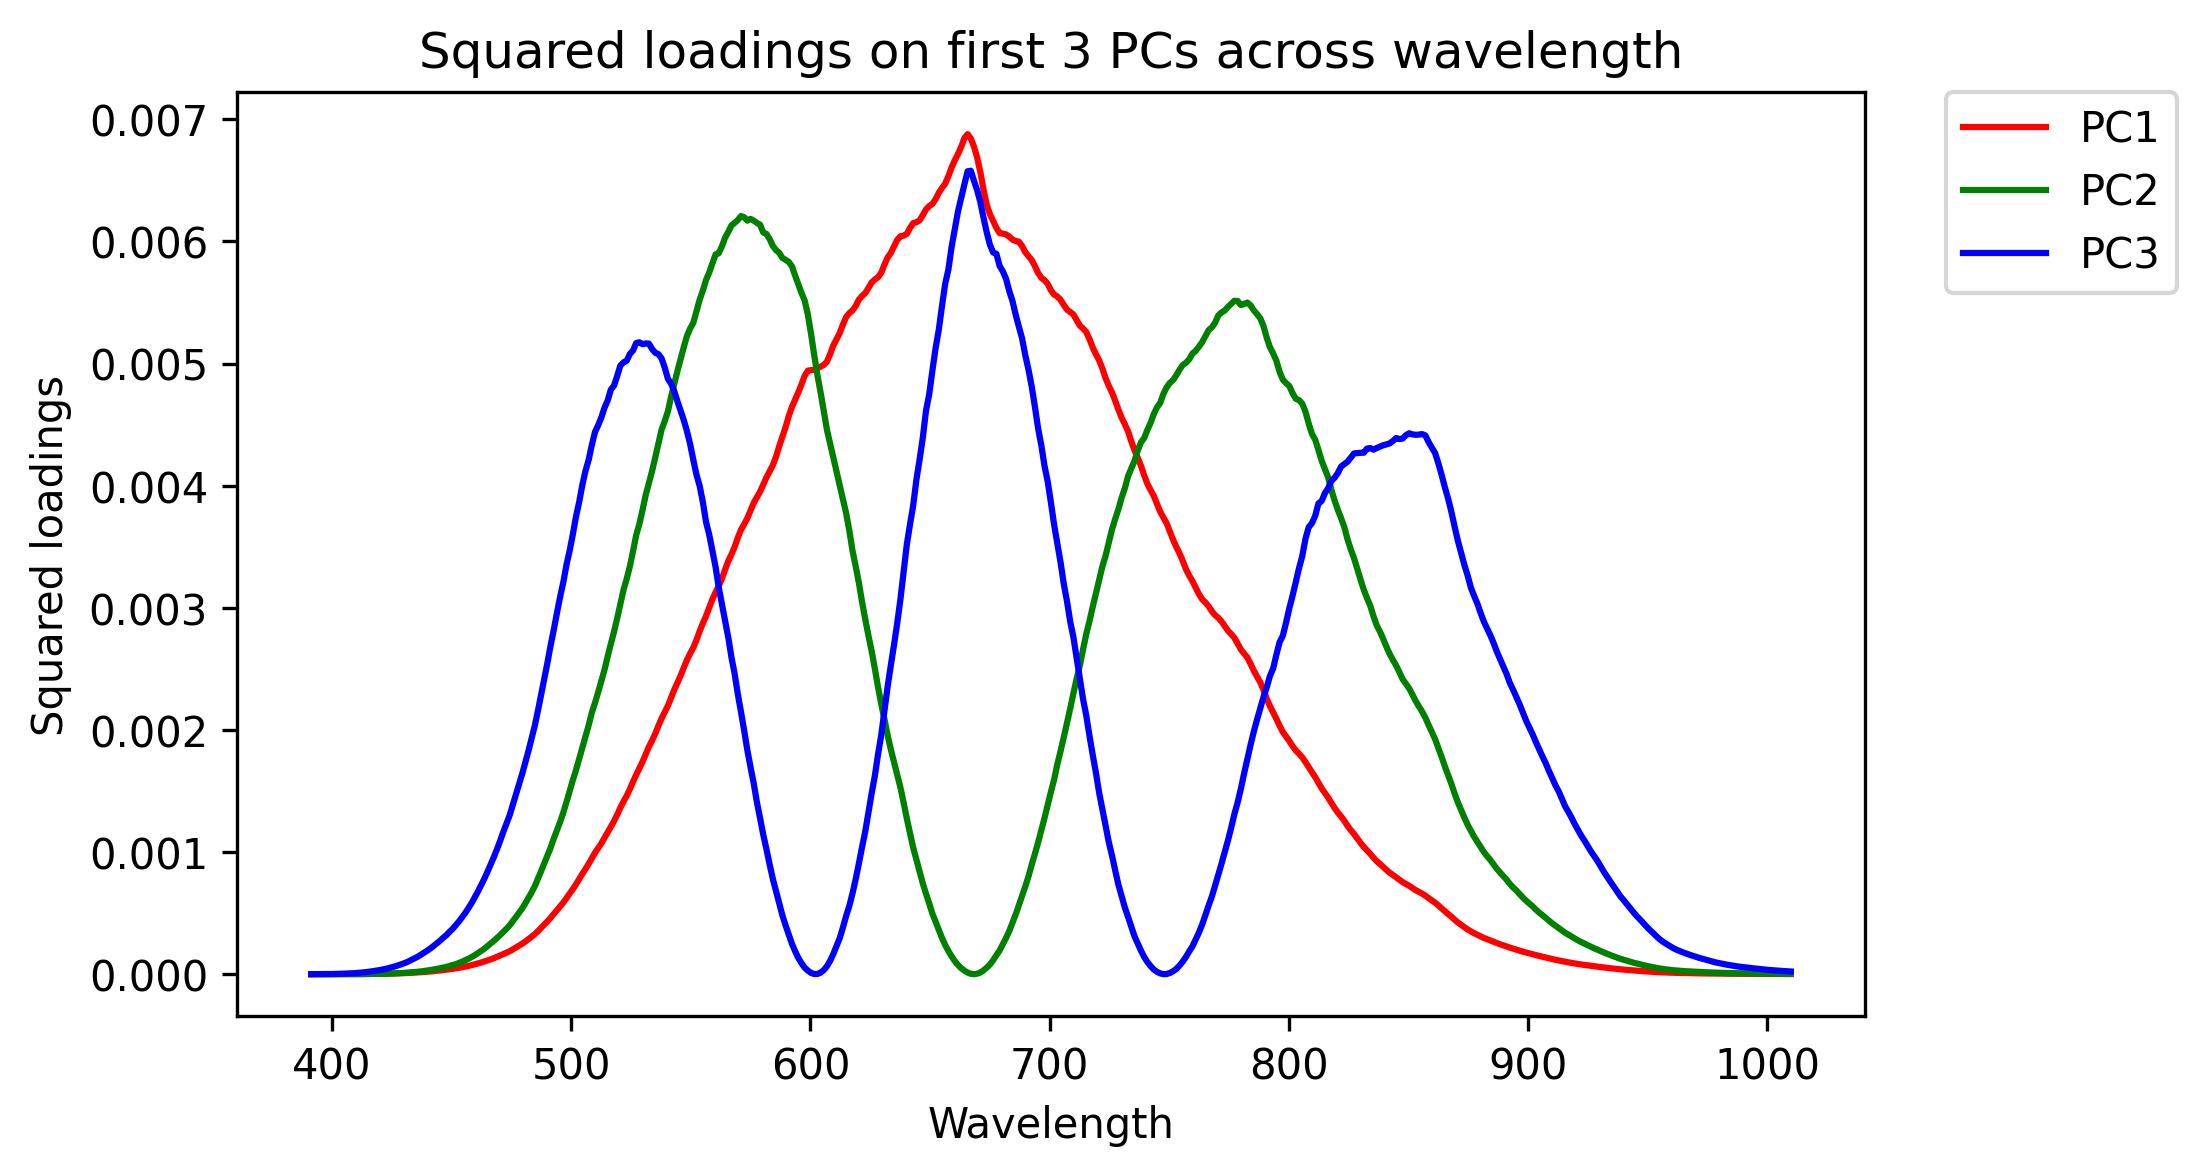 Squared loadings on first 3 PCs across wavelength
PC1
PC2
PC3
Squared loadings
0.007
0.006
0.005
0.004
0.003
0.002
0.001
0.000
400 500 600 700 800 900 1000
Wavelength